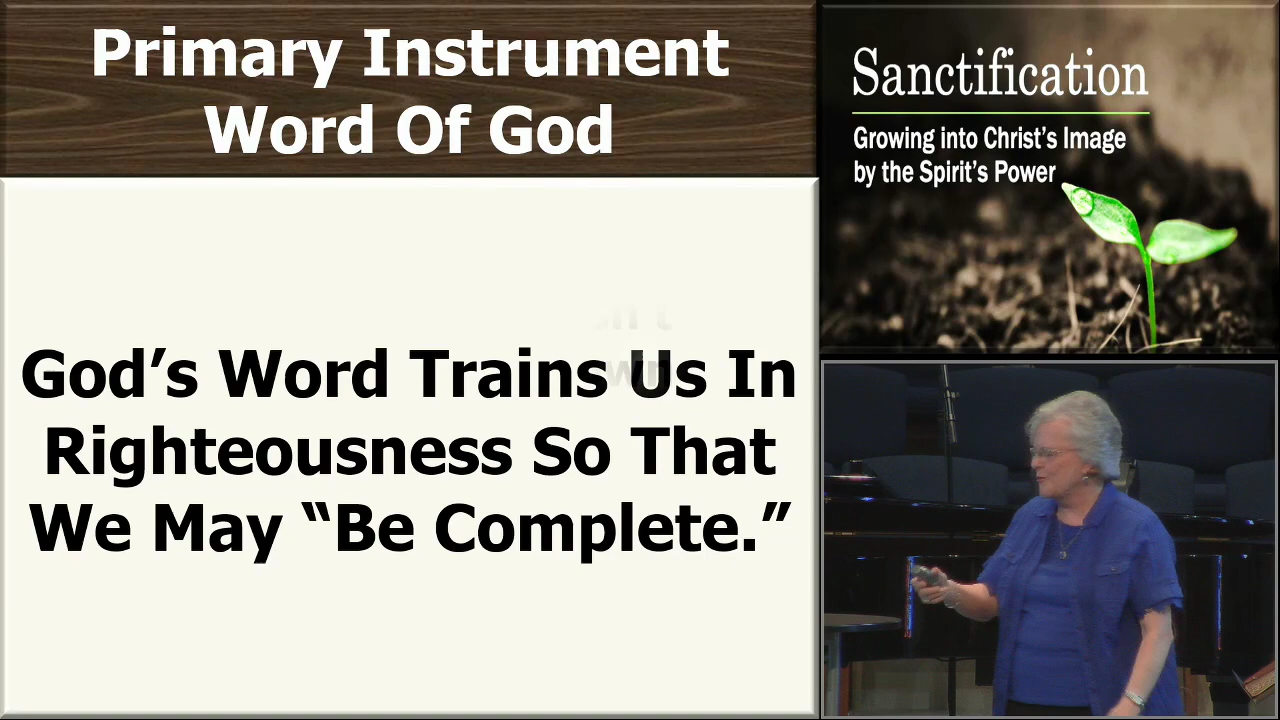 Primary Instrument
Word Of God
God’s Word Trains Us In
Righteousness So That
We May “Be Complete.”
Sanctification
Growing into Christ’s Image
by the Spirit’s Power